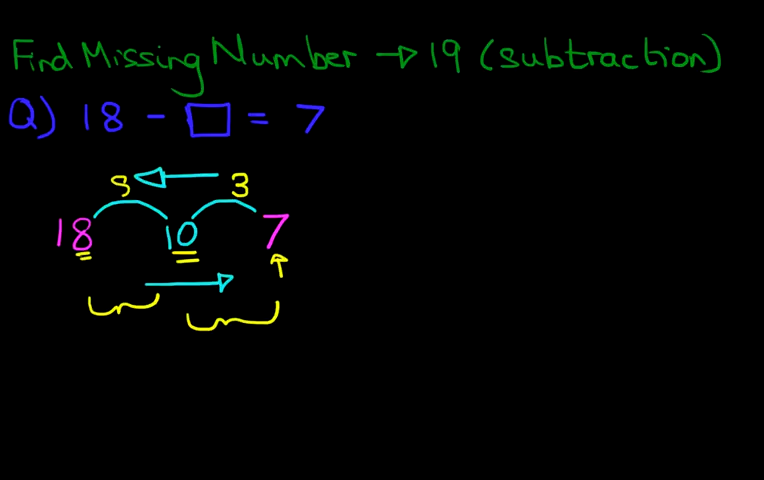 Find Missing Number → 19 (subtraction)
Q) 18 - □ = 7
8 3
18 10 7